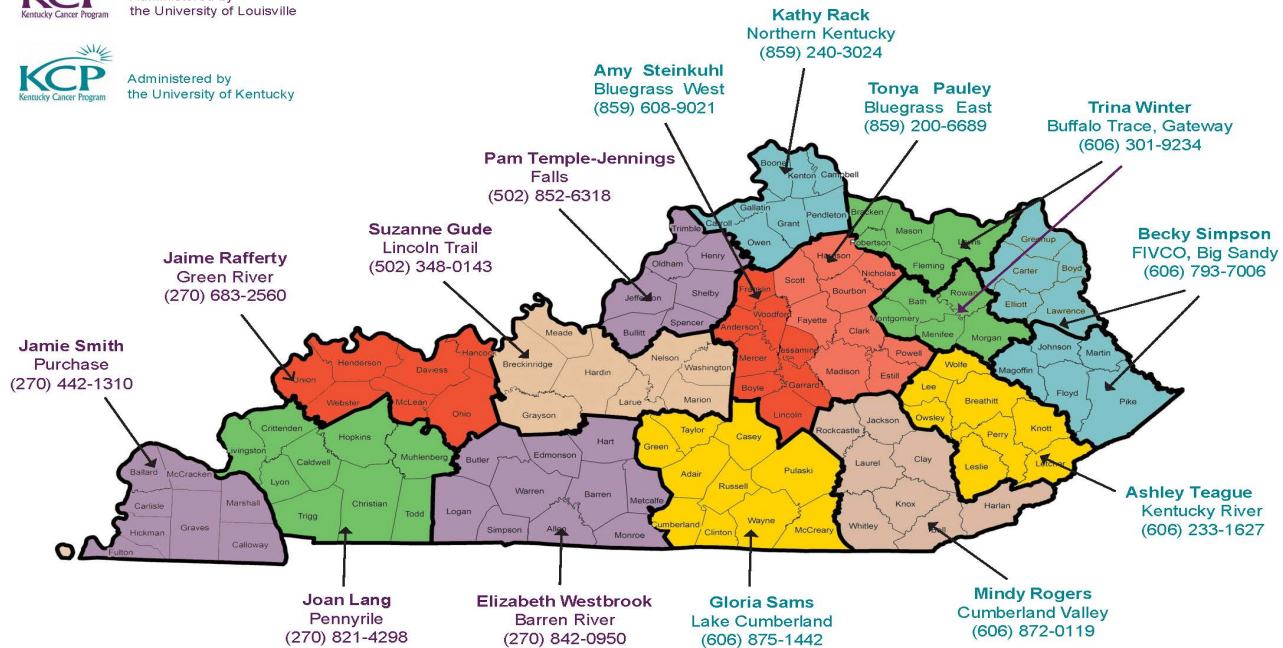 Kentucky Cancer Program
the University of Louisville
KCP
Kentucky Cancer Program
Administered by
the University of Kentucky
Kathy Rack
Northern Kentucky
(859) 240-3024
Amy Steinkuhl
Bluegrass West
(859) 608-9021
Tonya Pauley
Bluegrass East
(859) 200-6689
Trina Winter
Buffalo Trace, Gateway
(606) 301-9234
Pam Temple-Jennings
Falls
(502) 852-6318
Suzanne Gude
Lincoln Trail
(502) 348-0143
Becky Simpson
FIVCO, Big Sandy
(606) 793-7006
Jaime Rafferty
Green River
(270) 683-2560
Jamie Smith
Purchase
(270) 442-1310
Boone
Kenton
Campbell
Gallatin
Carroll
Grant
Pendleton
Owen
Bracken
Mason
Lewis
Robertson
Fleming
Greenup
Carter
Boyd
Elliott
Lawrence
Trimble
Henry
Oldham
Jefferson
Shelby
Bullitt
Spencer
Harrison
Nicholas
Scott
Bourbon
Franklin
Woodford
Fayette
Anderson
Clark
Mercer
Jessamine
Madison
Powell
Estill
Boyle
Garrard
Lincoln
Bath
Rowan
Montgomery
Menifee
Morgan
Johnson
Martin
Magoffin
Floyd
Pike
Meade
Breckinridge
Hardin
Nelson
Washington
Larue
Marion
Grayson
Hancock
Henderson
Daviess
Union
Webster
McLean
Ohio
Wolfe
Lee
Breathitt
Owsley
Perry
Knott
Leslie
Letcher
Crittenden
Livingston
Hopkins
Caldwell
Muhlenberg
Lyon
Christian
Trigg
Todd
Butler
Edmonson
Hart
Warren
Barren
Metcalfe
Logan
Simpson
Allen
Monroe
Green
Taylor
Casey
Adair
Russell
Pulaski
Cumberland
Clinton
Wayne
McCreary
Rockcastle
Jackson
Laurel
Clay
Knox
Whitley
Bell
Harlan
Ballard
McCracken
Carlisle
Marshall
Hickman
Graves
Calloway
Fulton
Ashley Teague
Kentucky River
(606) 233-1627
Joan Lang
Pennyrile
(270) 821-4298
Elizabeth Westbrook
Barren River
(270) 842-0950
Gloria Sams
Lake Cumberland
(606) 875-1442
Mindy Rogers
Cumberland Valley
(606) 872-0119